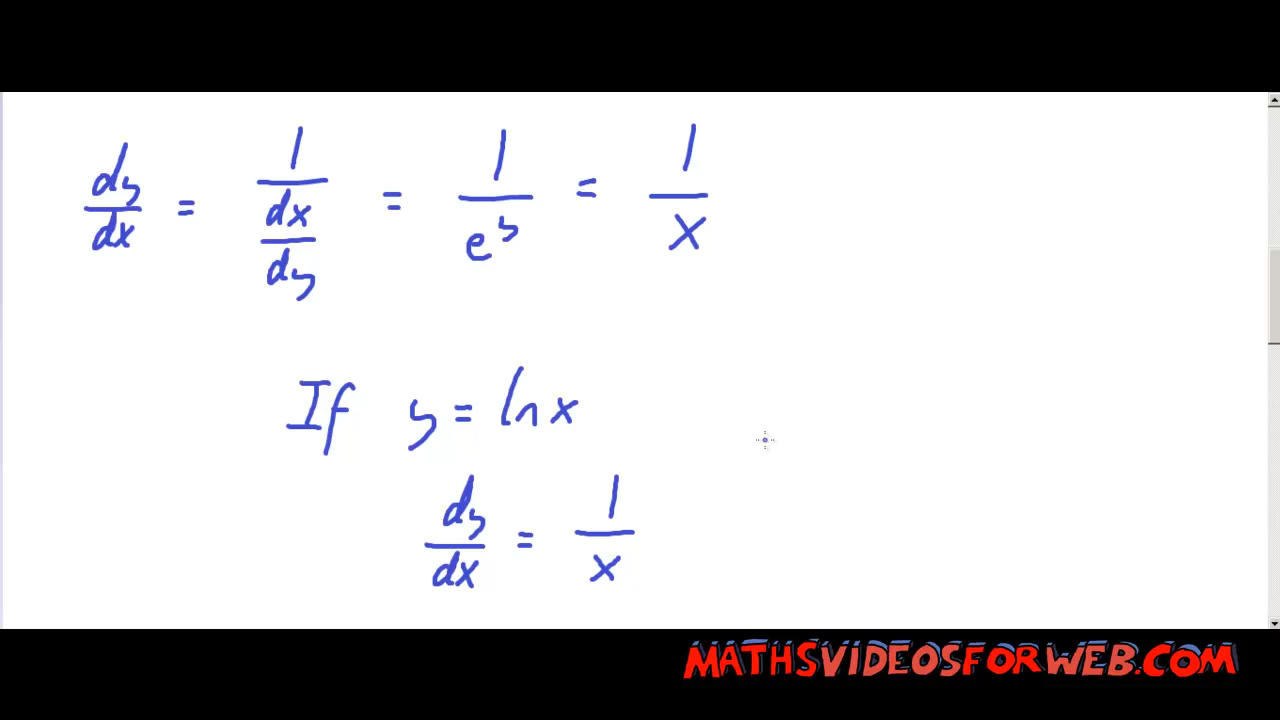 dy/dx = 1/(dx/dy) = 1/e^y = 1/x
If y = ln x
dy/dx = 1/x
MATHSVIDEOSFORWEB.COM